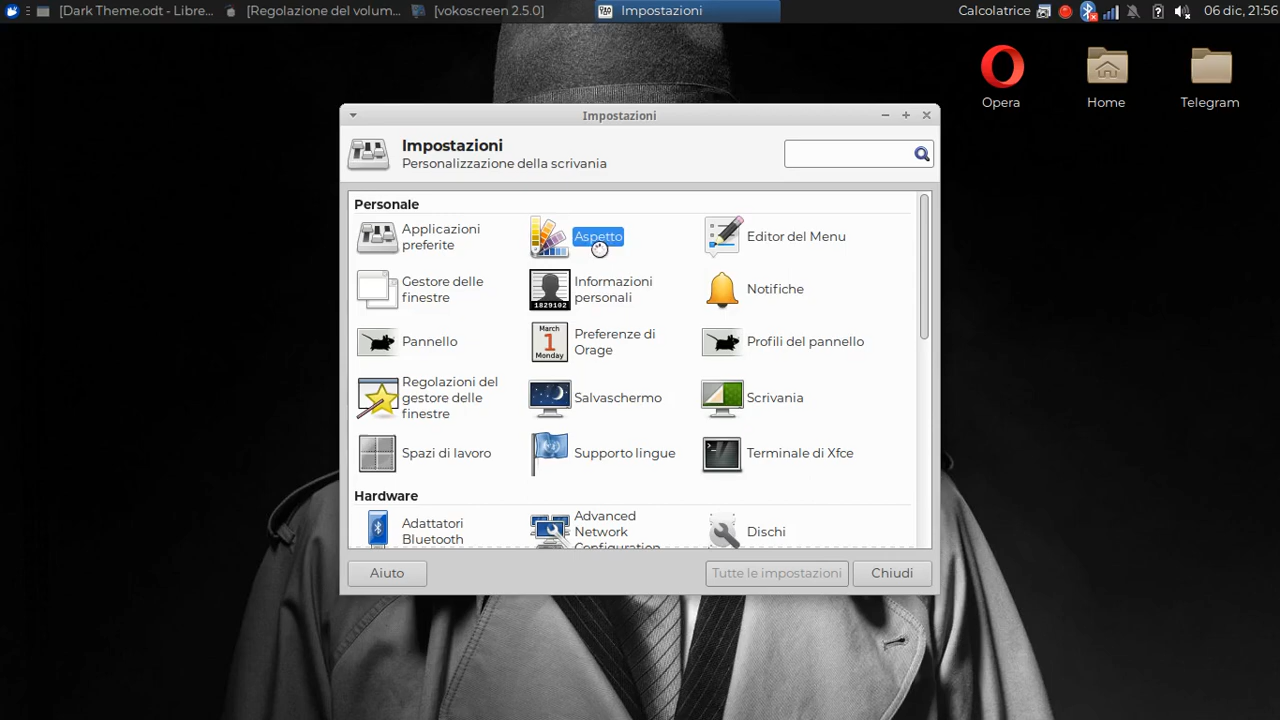 [Dark Theme.odt - Libre... [Regolazione del volum... [vokoscreen 2.5.0] Impostazioni Calcolatrice 06 dic, 21:56
Opera Home Telegram
Impostazioni
Impostazioni
Personalizzazione della scrivania
Personale
Applicazioni
preferite
Aspetto
Editor del Menu
Gestore delle
finestre
Informazioni
personali
1829102
Notifiche
Pannello
March
1
Monday
Preferenze di
Orage
Profili del pannello
Regolazioni del
gestore delle
finestre
Salvaschermo
Scrivania
Spazi di lavoro
Supporto lingue
Terminale di Xfce
Hardware
Adattatori
Bluetooth
Advanced
Network
Configuration
Dischi
Aiuto Tutte le impostazioni Chiudi